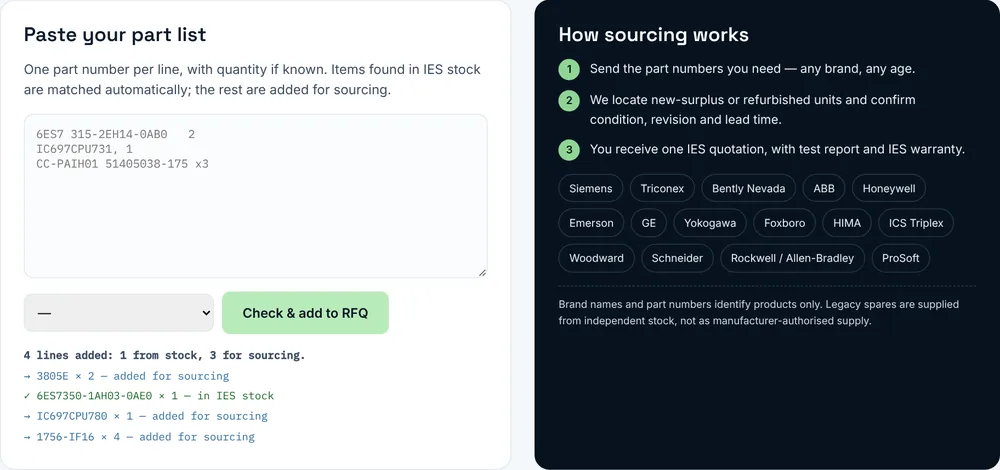 Paste your part list
One part number per line, with quantity if known. Items found in IES stock
are matched automatically; the rest are added for sourcing.
6ES7 315-2EH14-0AB0   2
IC697CPU731, 1
CC-PAIH01 51405038-175 x3
—
Check & add to RFQ
4 lines added: 1 from stock, 3 for sourcing.
→ 3805E × 2 — added for sourcing
✓ 6ES7350-1AH03-0AE0 × 1 — in IES stock
→ IC697CPU780 × 1 — added for sourcing
→ 1756-IF16 × 4 — added for sourcing
How sourcing works
1 Send the part numbers you need — any brand, any age.
2 We locate new-surplus or refurbished units and confirm
condition, revision and lead time.
3 You receive one IES quotation, with test report and IES warranty.
Siemens Triconex Bently Nevada ABB Honeywell
Emerson GE Yokogawa Foxboro HIMA ICS Triplex
Woodward Schneider Rockwell / Allen-Bradley ProSoft
Brand names and part numbers identify products only. Legacy spares are supplied
from independent stock, not as manufacturer-authorised supply.